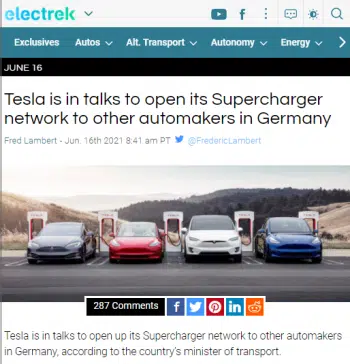 electrek
Exclusives Autos Alt. Transport Autonomy Energy
JUNE 16
Tesla is in talks to open its Supercharger
network to other automakers in Germany
Fred Lambert - Jun. 16th 2021 8:41 am PT @FredericLambert
287 Comments
Tesla is in talks to open up its Supercharger network to other automakers
in Germany, according to the country's minister of transport.